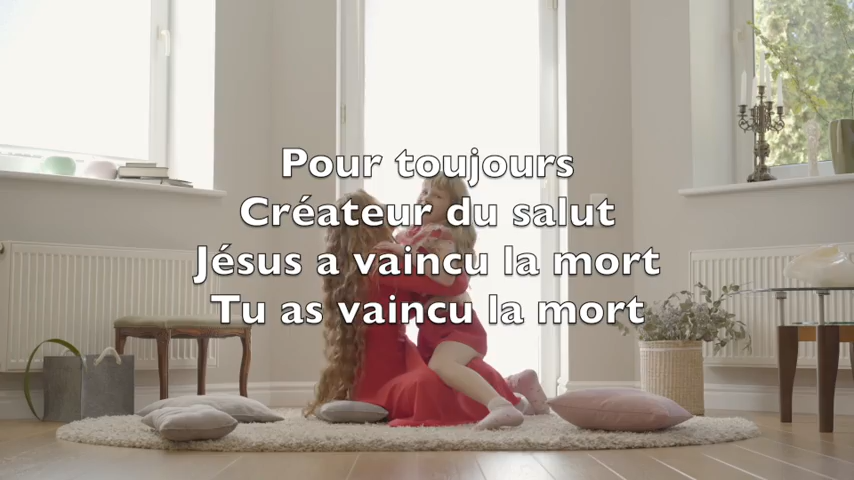 Pour toujours
Créateur du salut
Jésus a vaincu la mort
Tu as vaincu la mort